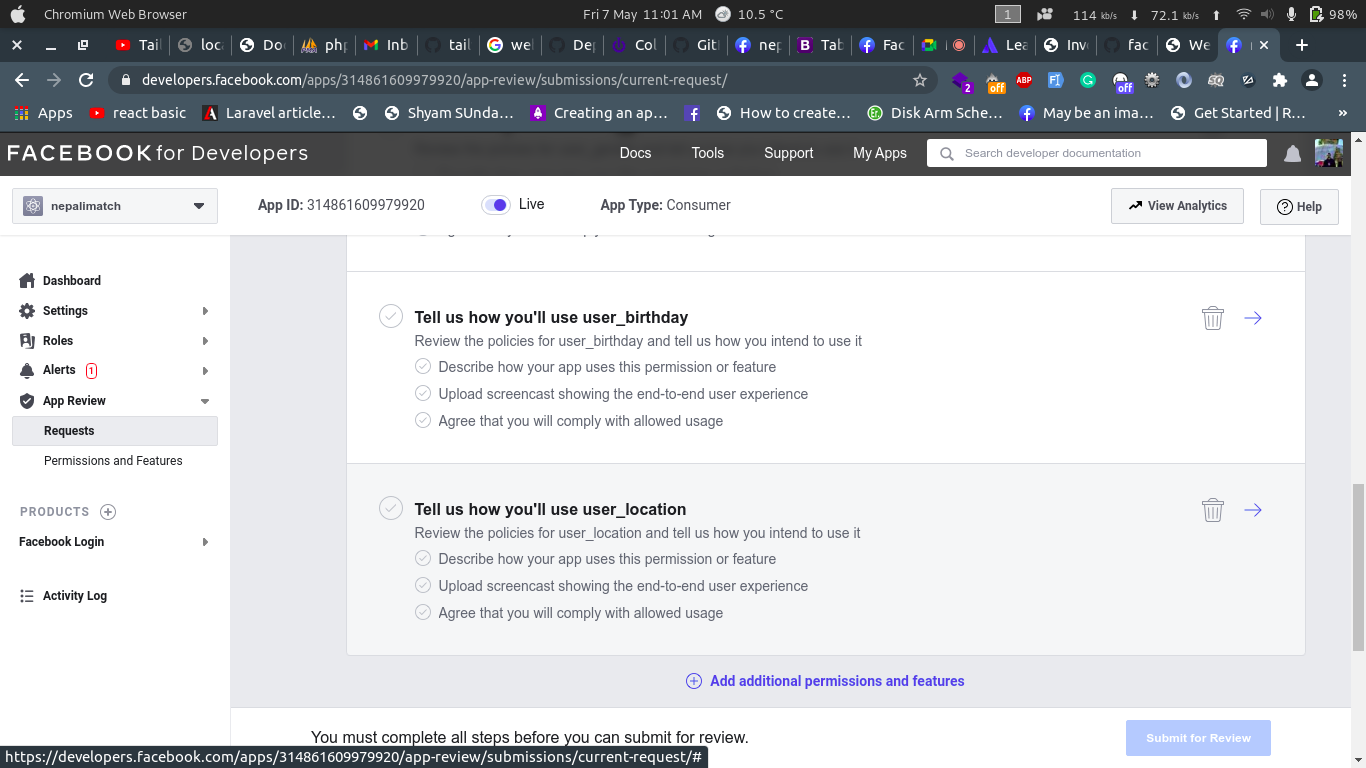 Chromium Web Browser Fri 7 May 11:01 AM 10.5 °C 1 114 kb/s 72.1 kb/s 98%
Tail loc Do php Inb tail wel Dep Col Git nep B Tab Fac Lea Inv fac We
developers.facebook.com/apps/314861609979920/app-review/submissions/current-request/ 2 off ABP off
Apps react basic Laravel article… Shyam SUnda… Creating an ap… How to create… Disk Arm Sche… May be an ima… Get Started | R… »
FACEBOOK for Developers Docs Tools Support My Apps Search developer documentation
nepalimatch App ID: 314861609979920 Live App Type: Consumer View Analytics Help
Dashboard
Settings
Roles
Alerts 1
App Review
Requests
Permissions and Features
PRODUCTS
Facebook Login
Activity Log
Tell us how you'll use user_birthday
Review the policies for user_birthday and tell us how you intend to use it
Describe how your app uses this permission or feature
Upload screencast showing the end-to-end user experience
Agree that you will comply with allowed usage
Tell us how you'll use user_location
Review the policies for user_location and tell us how you intend to use it
Describe how your app uses this permission or feature
Upload screencast showing the end-to-end user experience
Agree that you will comply with allowed usage
Add additional permissions and features
You must complete all steps before you can submit for review. Submit for Review
https://developers.facebook.com/apps/314861609979920/app-review/submissions/current-request/#